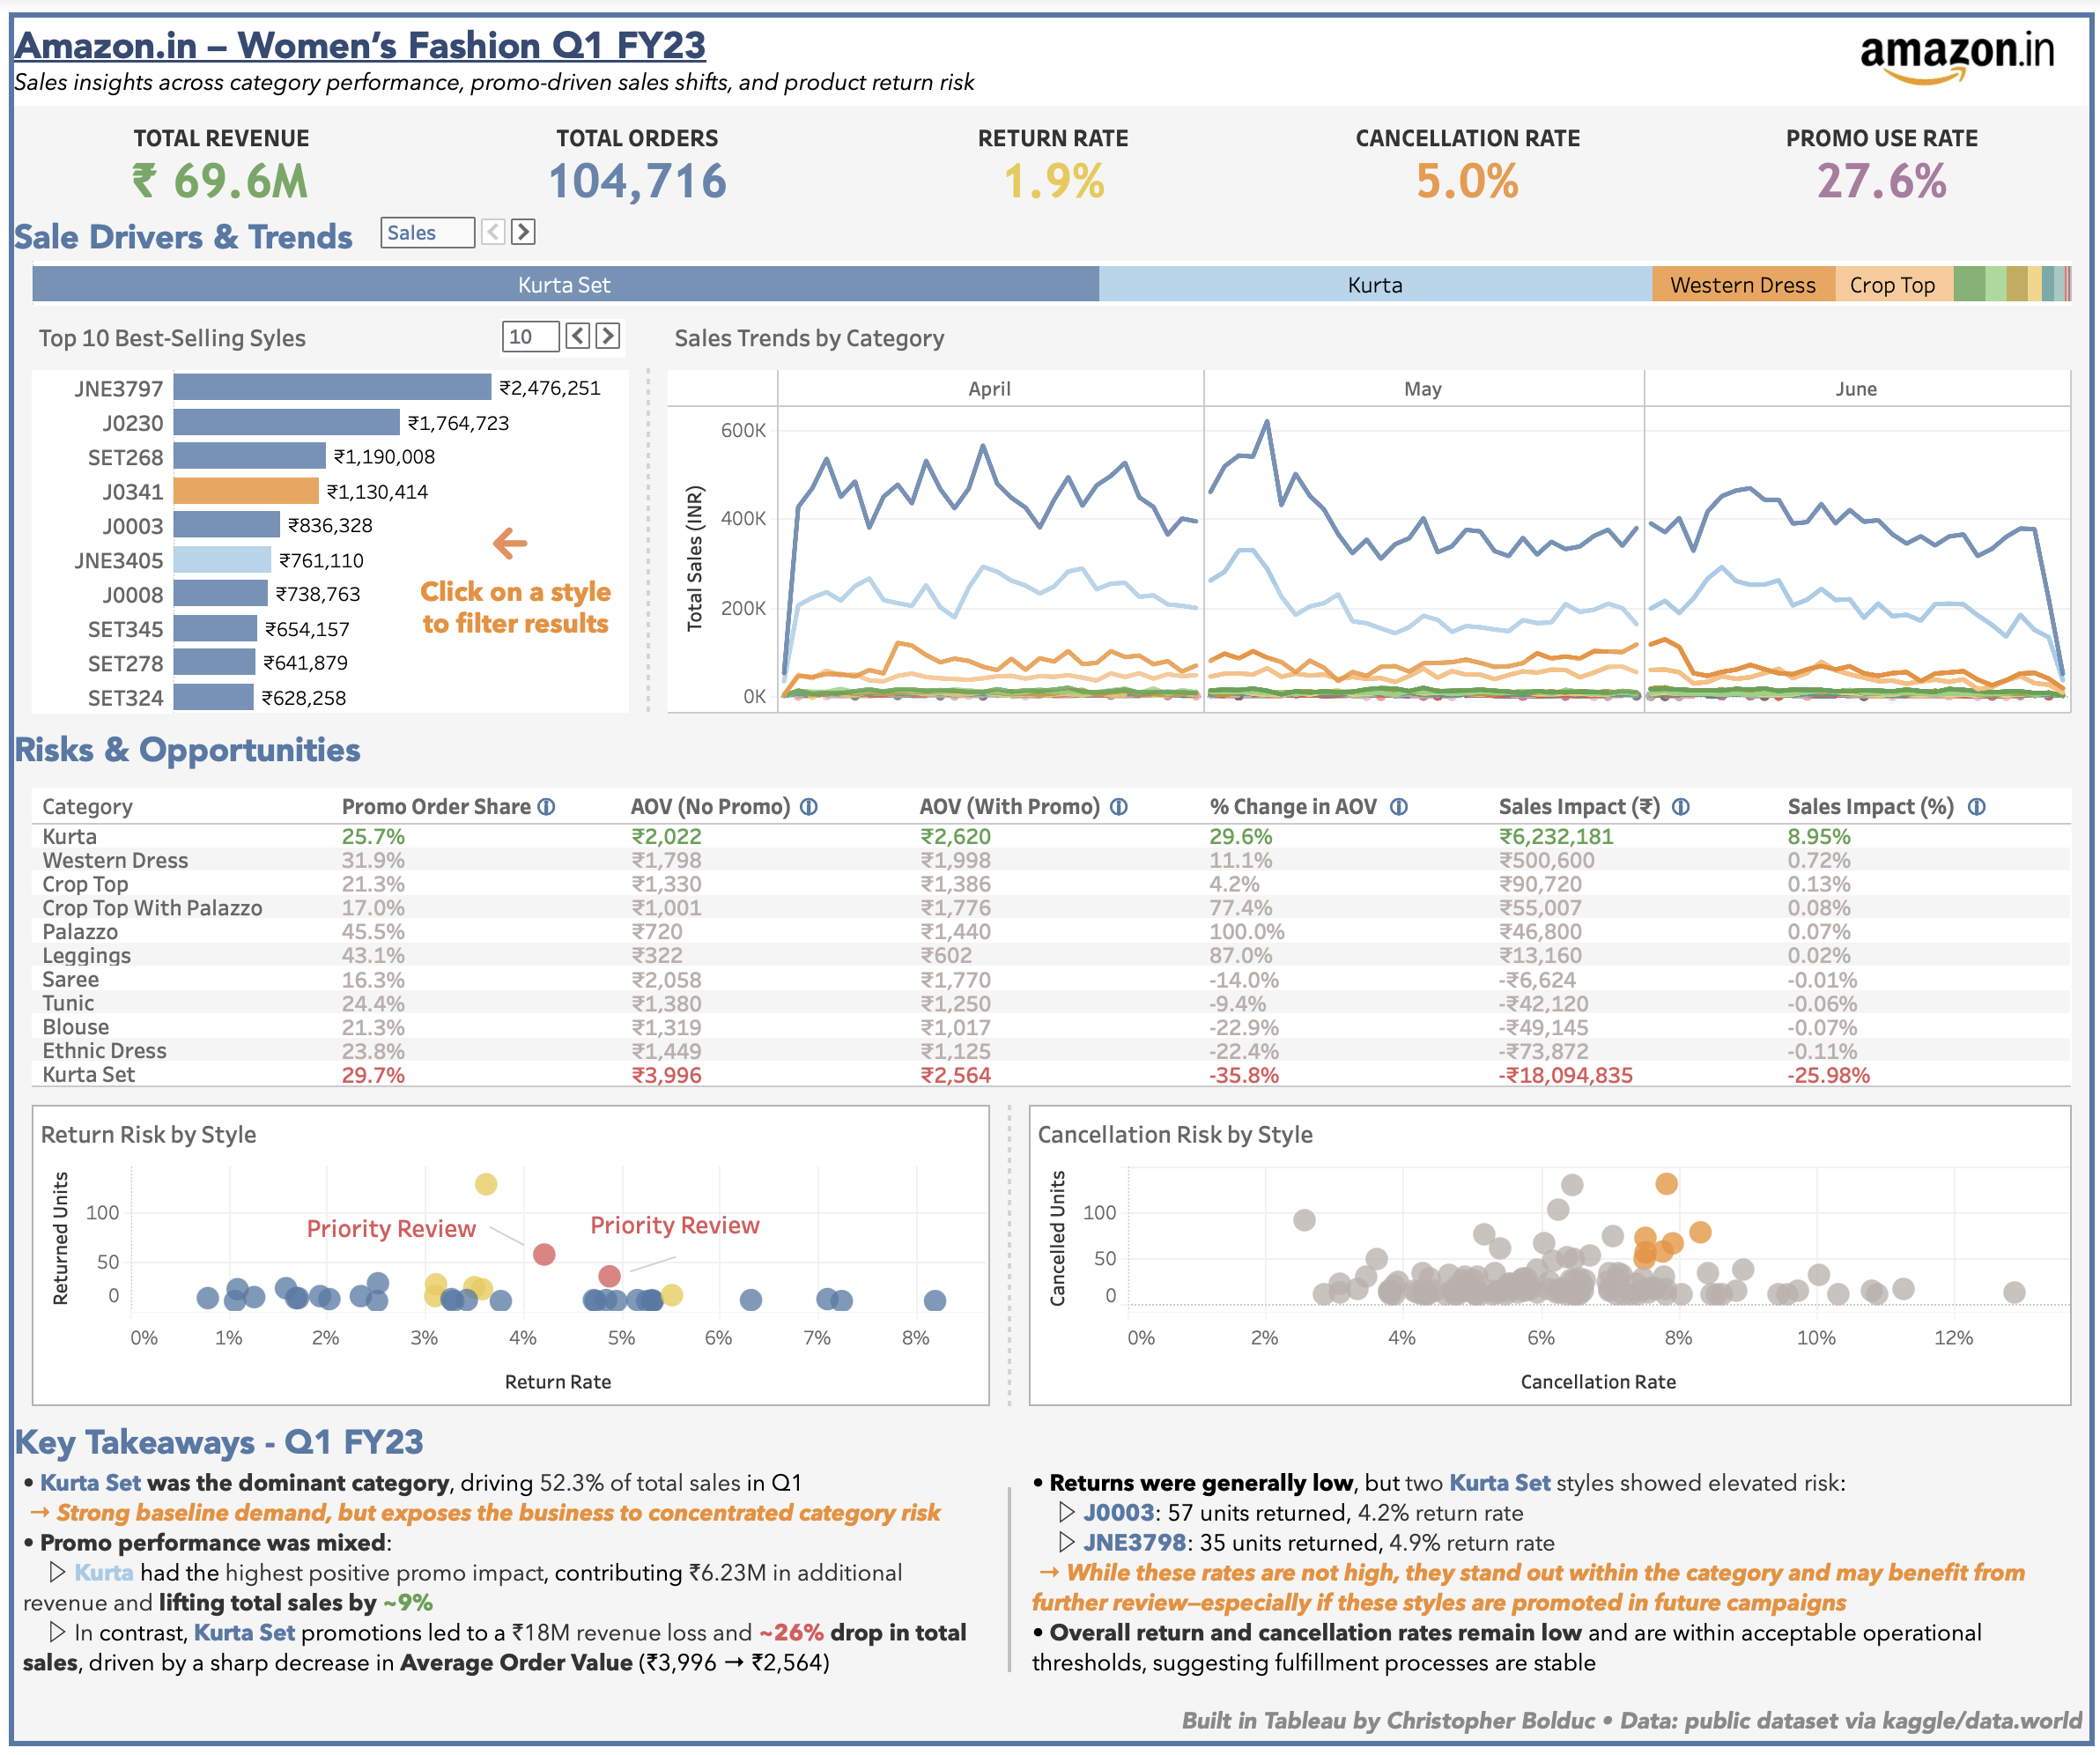 Amazon.in – Women's Fashion Q1 FY23
Sales insights across category performance, promo-driven sales shifts, and product return risk
amazon.in
TOTAL REVENUE
₹ 69.6M
TOTAL ORDERS
104,716
RETURN RATE
1.9%
CANCELLATION RATE
5.0%
PROMO USE RATE
27.6%
Sale Drivers & Trends
Sales
Kurta Set
Kurta
Western Dress
Crop Top
Top 10 Best-Selling Syles
10
JNE3797 ₹2,476,251
J0230 ₹1,764,723
SET268 ₹1,190,008
J0341 ₹1,130,414
J0003 ₹836,328
JNE3405 ₹761,110
J0008 ₹738,763
SET345 ₹654,157
SET278 ₹641,879
SET324 ₹628,258
←
Click on a style
to filter results
Sales Trends by Category
April May June
Total Sales (INR)
600K
400K
200K
0K
Risks & Opportunities
Category Promo Order Share AOV (No Promo) AOV (With Promo) % Change in AOV Sales Impact (₹) Sales Impact (%)
Kurta 25.7% ₹2,022 ₹2,620 29.6% ₹6,232,181 8.95%
Western Dress 31.9% ₹1,798 ₹1,998 11.1% ₹500,600 0.72%
Crop Top 21.3% ₹1,330 ₹1,386 4.2% ₹90,720 0.13%
Crop Top With Palazzo 17.0% ₹1,001 ₹1,776 77.4% ₹55,007 0.08%
Palazzo 45.5% ₹720 ₹1,440 100.0% ₹46,800 0.07%
Leggings 43.1% ₹322 ₹602 87.0% ₹13,160 0.02%
Saree 16.3% ₹2,058 ₹1,770 -14.0% -₹6,624 -0.01%
Tunic 24.4% ₹1,380 ₹1,250 -9.4% -₹42,120 -0.06%
Blouse 21.3% ₹1,319 ₹1,017 -22.9% -₹49,145 -0.07%
Ethnic Dress 23.8% ₹1,449 ₹1,125 -22.4% -₹73,872 -0.11%
Kurta Set 29.7% ₹3,996 ₹2,564 -35.8% -₹18,094,835 -25.98%
Return Risk by Style
Returned Units
100
50
0
Priority Review
Priority Review
0% 1% 2% 3% 4% 5% 6% 7% 8%
Return Rate
Cancellation Risk by Style
Cancelled Units
100
50
0
0% 2% 4% 6% 8% 10% 12%
Cancellation Rate
Key Takeaways - Q1 FY23
• Kurta Set was the dominant category, driving 52.3% of total sales in Q1
→ Strong baseline demand, but exposes the business to concentrated category risk
• Promo performance was mixed:
▷ Kurta had the highest positive promo impact, contributing ₹6.23M in additional
revenue and lifting total sales by ~9%
▷ In contrast, Kurta Set promotions led to a ₹18M revenue loss and ~26% drop in total
sales, driven by a sharp decrease in Average Order Value (₹3,996 → ₹2,564)
• Returns were generally low, but two Kurta Set styles showed elevated risk:
▷ J0003: 57 units returned, 4.2% return rate
▷ JNE3798: 35 units returned, 4.9% return rate
→ While these rates are not high, they stand out within the category and may benefit from
further review—especially if these styles are promoted in future campaigns
• Overall return and cancellation rates remain low and are within acceptable operational
thresholds, suggesting fulfillment processes are stable
Built in Tableau by Christopher Bolduc • Data: public dataset via kaggle/data.world